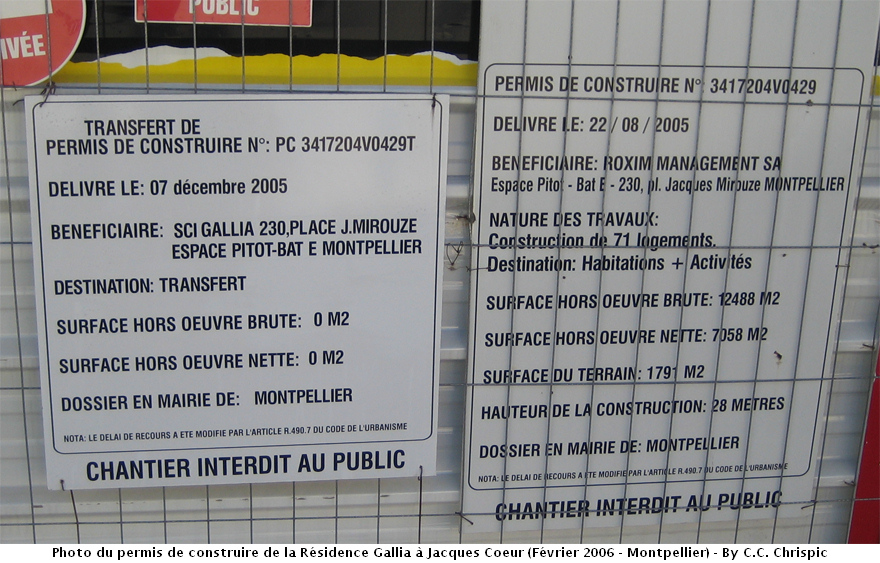 IVÉE
PUBLIC
TRANSFERT DE
PERMIS DE CONSTRUIRE N°: PC 3417204V0429T
DELIVRE LE: 07 décembre 2005
BENEFICIAIRE: SCI GALLIA 230,PLACE J.MIROUZE
ESPACE PITOT-BAT E MONTPELLIER
DESTINATION: TRANSFERT
SURFACE HORS OEUVRE BRUTE: 0 M2
SURFACE HORS OEUVRE NETTE: 0 M2
DOSSIER EN MAIRIE DE: MONTPELLIER
NOTA: LE DELAI DE RECOURS A ETE MODIFIE PAR L'ARTICLE R.490.7 DU CODE DE L'URBANISME
CHANTIER INTERDIT AU PUBLIC
PERMIS DE CONSTRUIRE N°: 3417204V0429
DELIVRE LE: 22 / 08 / 2005
BENEFICIAIRE: ROXIM MANAGEMENT SA
Espace Pitot - Bat E - 230, pl. Jacques Mirouze MONTPELLIER
NATURE DES TRAVAUX:
Construction de 71 logements.
Destination: Habitations + Activités
SURFACE HORS OEUVRE BRUTE: 12488 M2
SURFACE HORS OEUVRE NETTE: 7058 M2
SURFACE DU TERRAIN: 1791 M2
HAUTEUR DE LA CONSTRUCTION: 28 METRES
DOSSIER EN MAIRIE DE: MONTPELLIER
NOTA: LE DELAI DE RECOURS A ETE MODIFIE PAR L'ARTICLE R.490.7 DU CODE DE L'URBANISME
CHANTIER INTERDIT AU PUBLIC
Photo du permis de construire de la Résidence Gallia à Jacques Coeur (Février 2006 - Montpellier) - By C.C. Chrispic